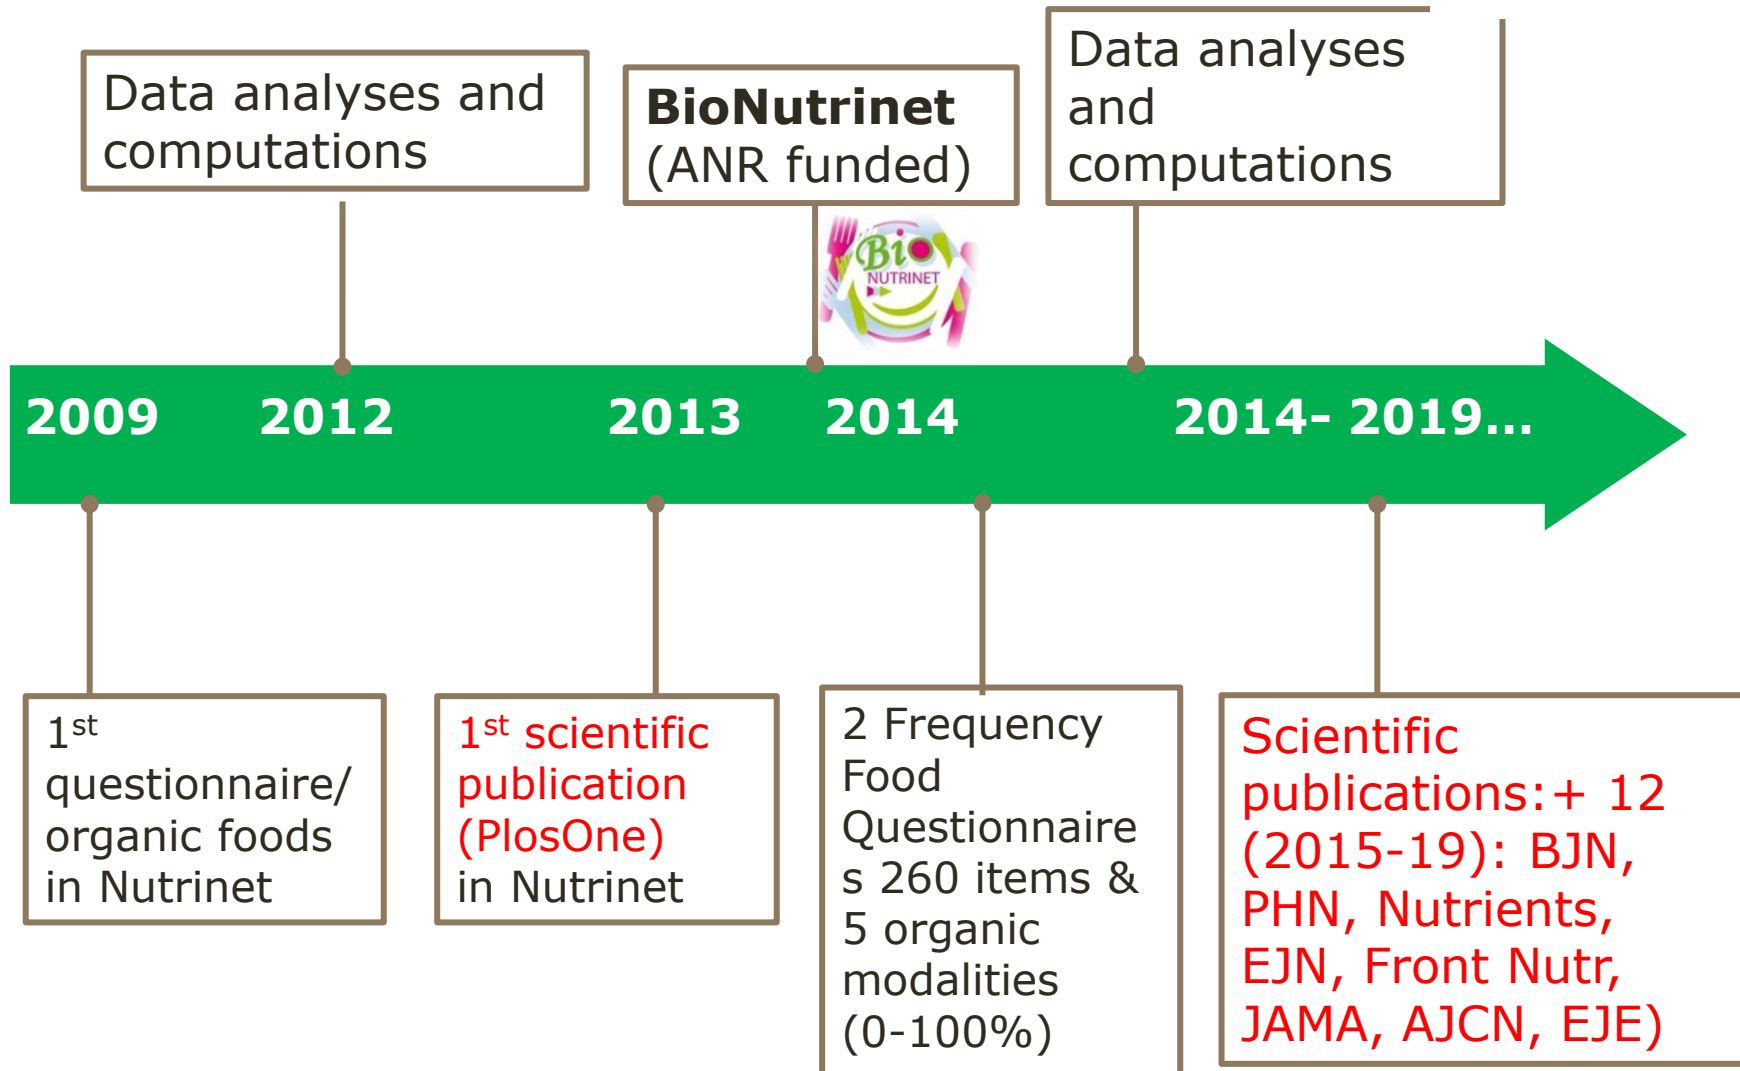 Data analyses and
computations
BioNutrinet
(ANR funded)
Data analyses
and
computations
Bio
NUTRINET
2009
2012
2013
2014
2014- 2019...
1st
questionnaire/
organic foods
in Nutrinet
1st scientific
publication
(PlosOne)
in Nutrinet
2 Frequency
Food
Questionnaire
s 260 items &
5 organic
modalities
(0-100%)
Scientific
publications:+ 12
(2015-19): BJN,
PHN, Nutrients,
EJN, Front Nutr,
JAMA, AJCN, EJE)